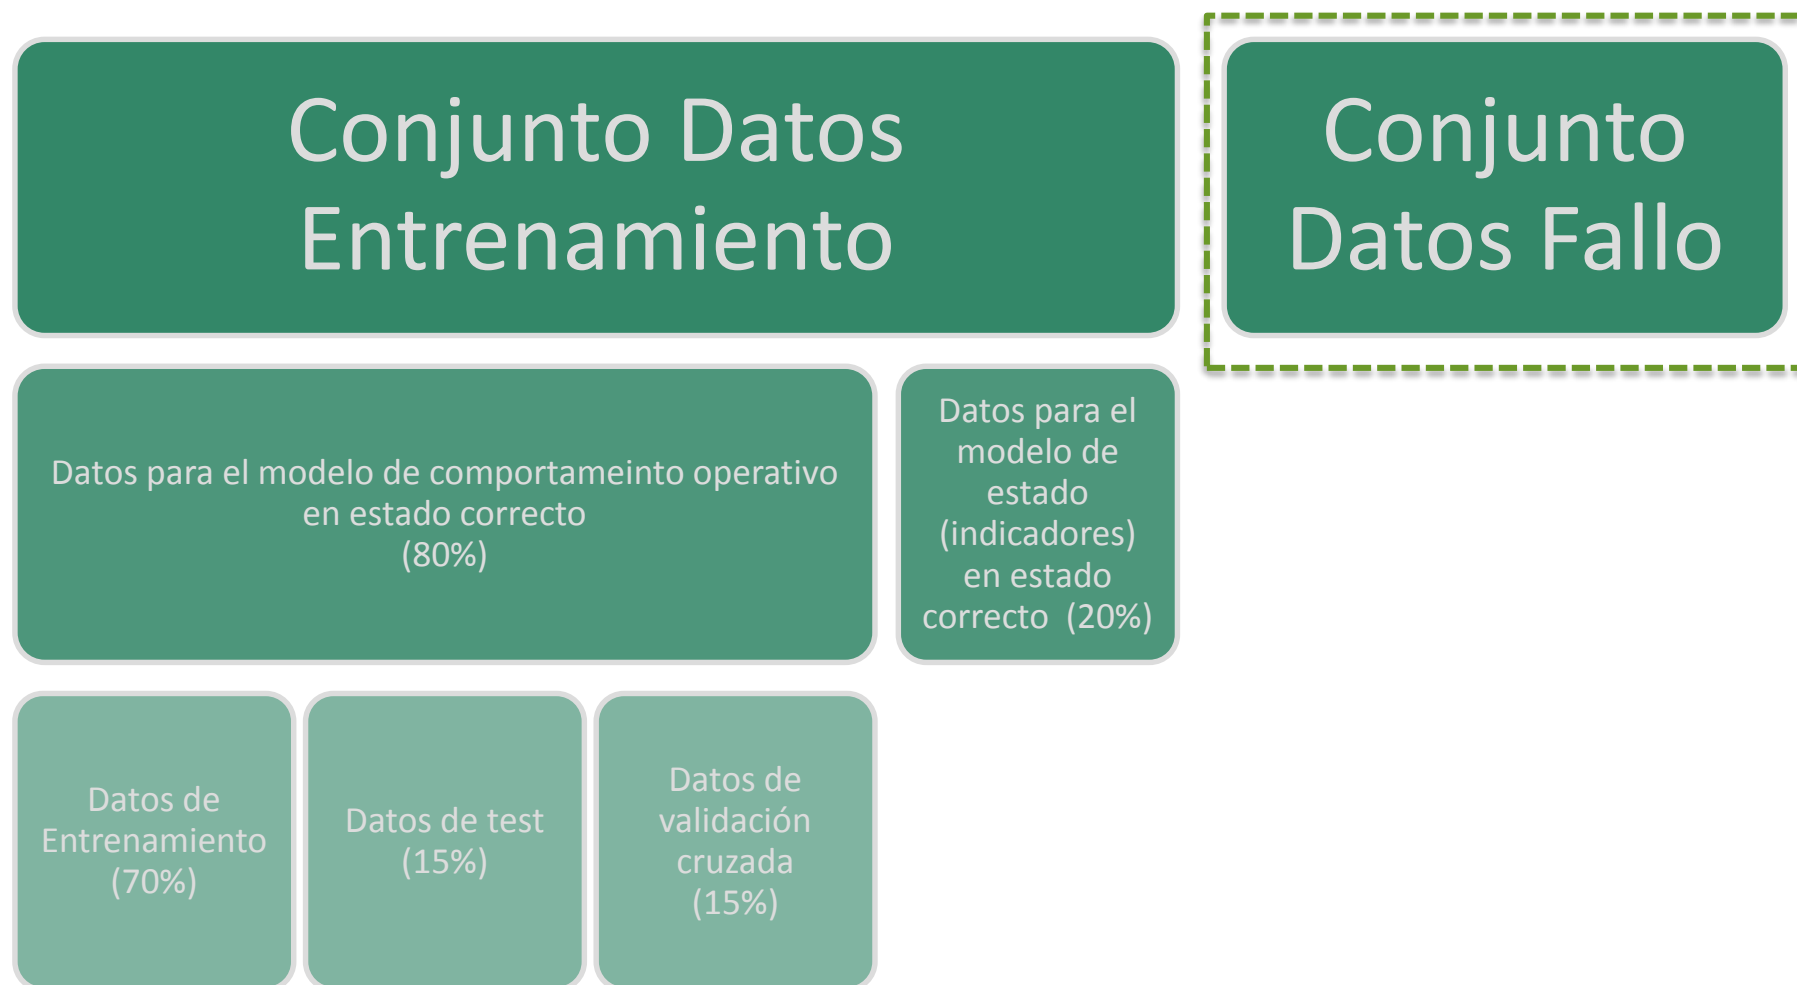 Conjunto Datos
Entrenamiento
Conjunto
Datos Fallo
Datos para el modelo de comportameinto operativo
en estado correcto
(80%)
Datos para el
modelo de
estado
(indicadores)
en estado
correcto  (20%)
Datos de
Entrenamiento
(70%)
Datos de test
(15%)
Datos de
validación
cruzada
(15%)